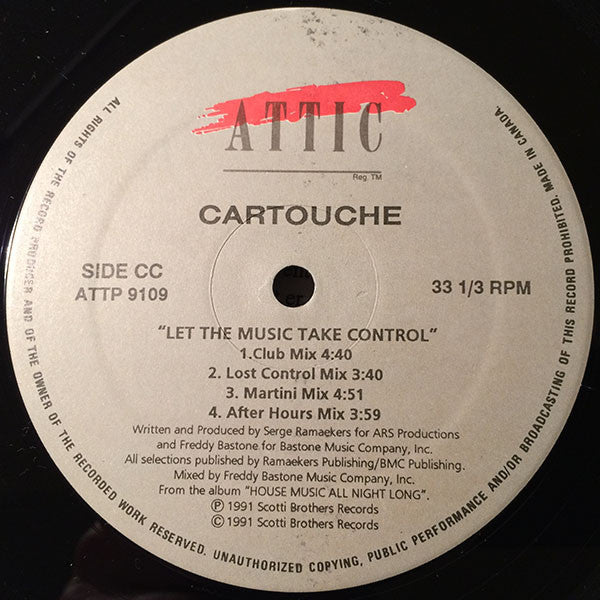 ATTIC
Reg. TM
CARTOUCHE
SIDE CC
ATTP 9109
33 1/3 RPM
"LET THE MUSIC TAKE CONTROL"
1.Club Mix 4:40
2. Lost Control Mix 3:40
3. Martini Mix 4:51
4. After Hours Mix 3:59
Written and Produced by Serge Ramaekers for ARS Productions
and Freddy Bastone for Bastone Music Company, Inc.
All selections published by Ramaekers Publishing/BMC Publishing.
Mixed by Freddy Bastone Music Company, Inc.
From the album "HOUSE MUSIC ALL NIGHT LONG".
Ⓟ 1991 Scotti Brothers Records
© 1991 Scotti Brothers Records
ALL RIGHTS OF THE RECORD PRODUCER AND OF THE OWNER OF THE RECORDED WORK RESERVED. UNAUTHORIZED COPYING, PUBLIC PERFORMANCE AND/OR BROADCASTING OF THIS RECORD PROHIBITED. MADE IN CANADA.